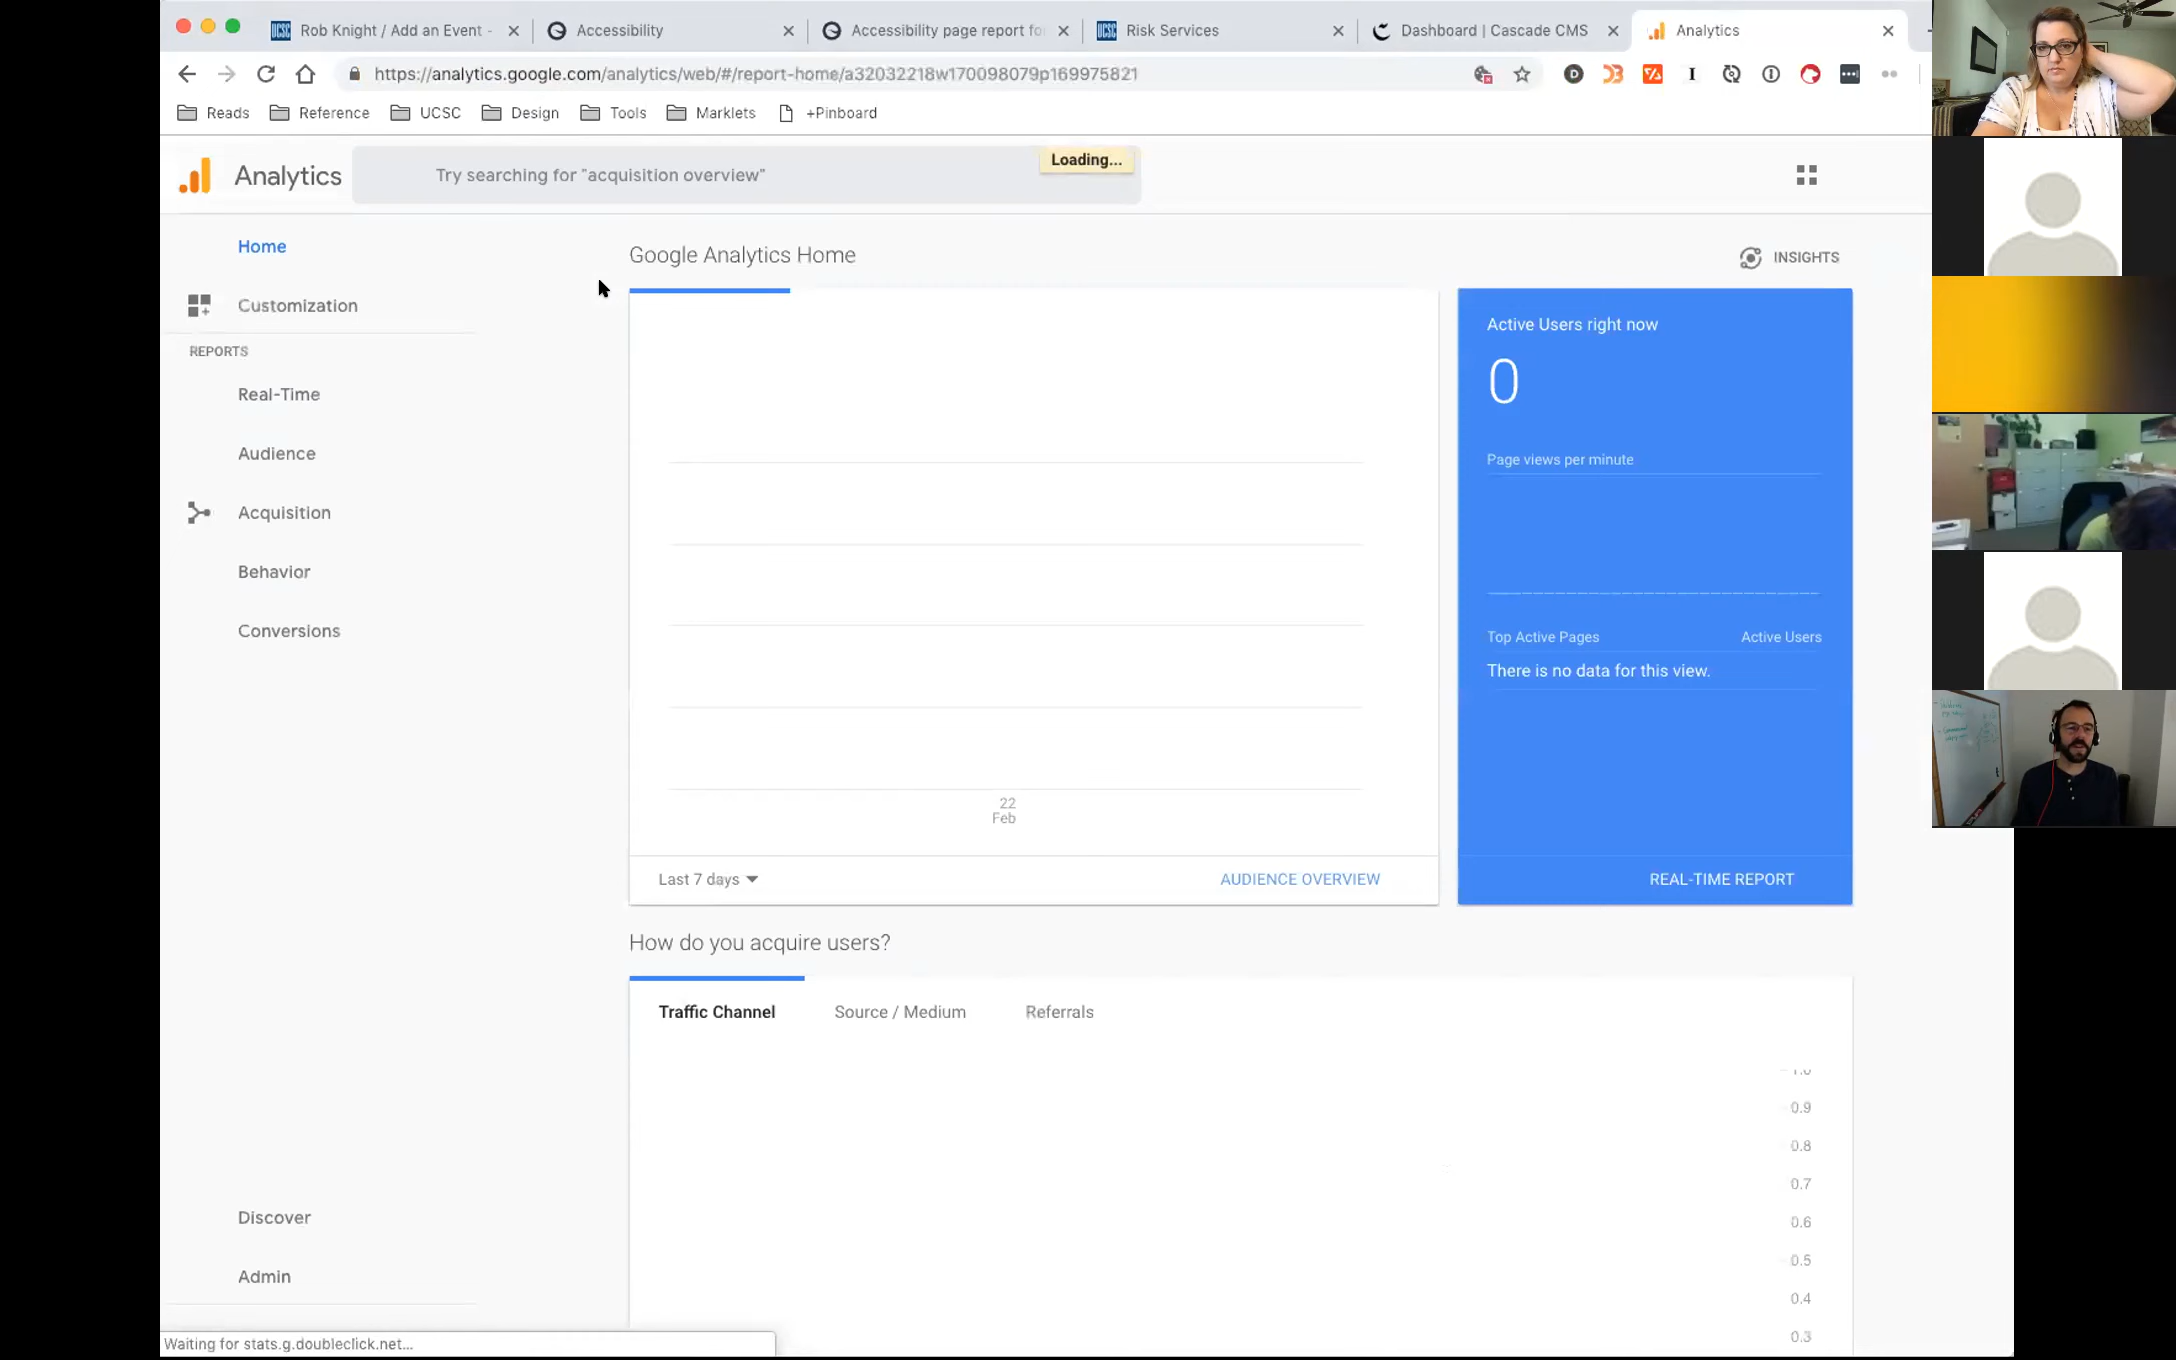 Rob Knight / Add an Event -
Accessibility
Accessibility page report fo
Risk Services
Dashboard | Cascade CMS
Analytics
https://analytics.google.com/analytics/web/#/report-home/a32032218w170098079p169975821
Reads
Reference
UCSC
Design
Tools
Marklets
+Pinboard
Analytics
Try searching for "acquisition overview"
Loading...
Home
Customization
REPORTS
Real-Time
Audience
Acquisition
Behavior
Conversions
Discover
Admin
Google Analytics Home
INSIGHTS
22
Feb
Last 7 days
AUDIENCE OVERVIEW
Active Users right now
0
Page views per minute
Top Active Pages
Active Users
There is no data for this view.
REAL-TIME REPORT
How do you acquire users?
Traffic Channel
Source / Medium
Referrals
1.0
0.9
0.8
0.7
0.6
0.5
0.4
0.3
Waiting for stats.g.doubleclick.net...